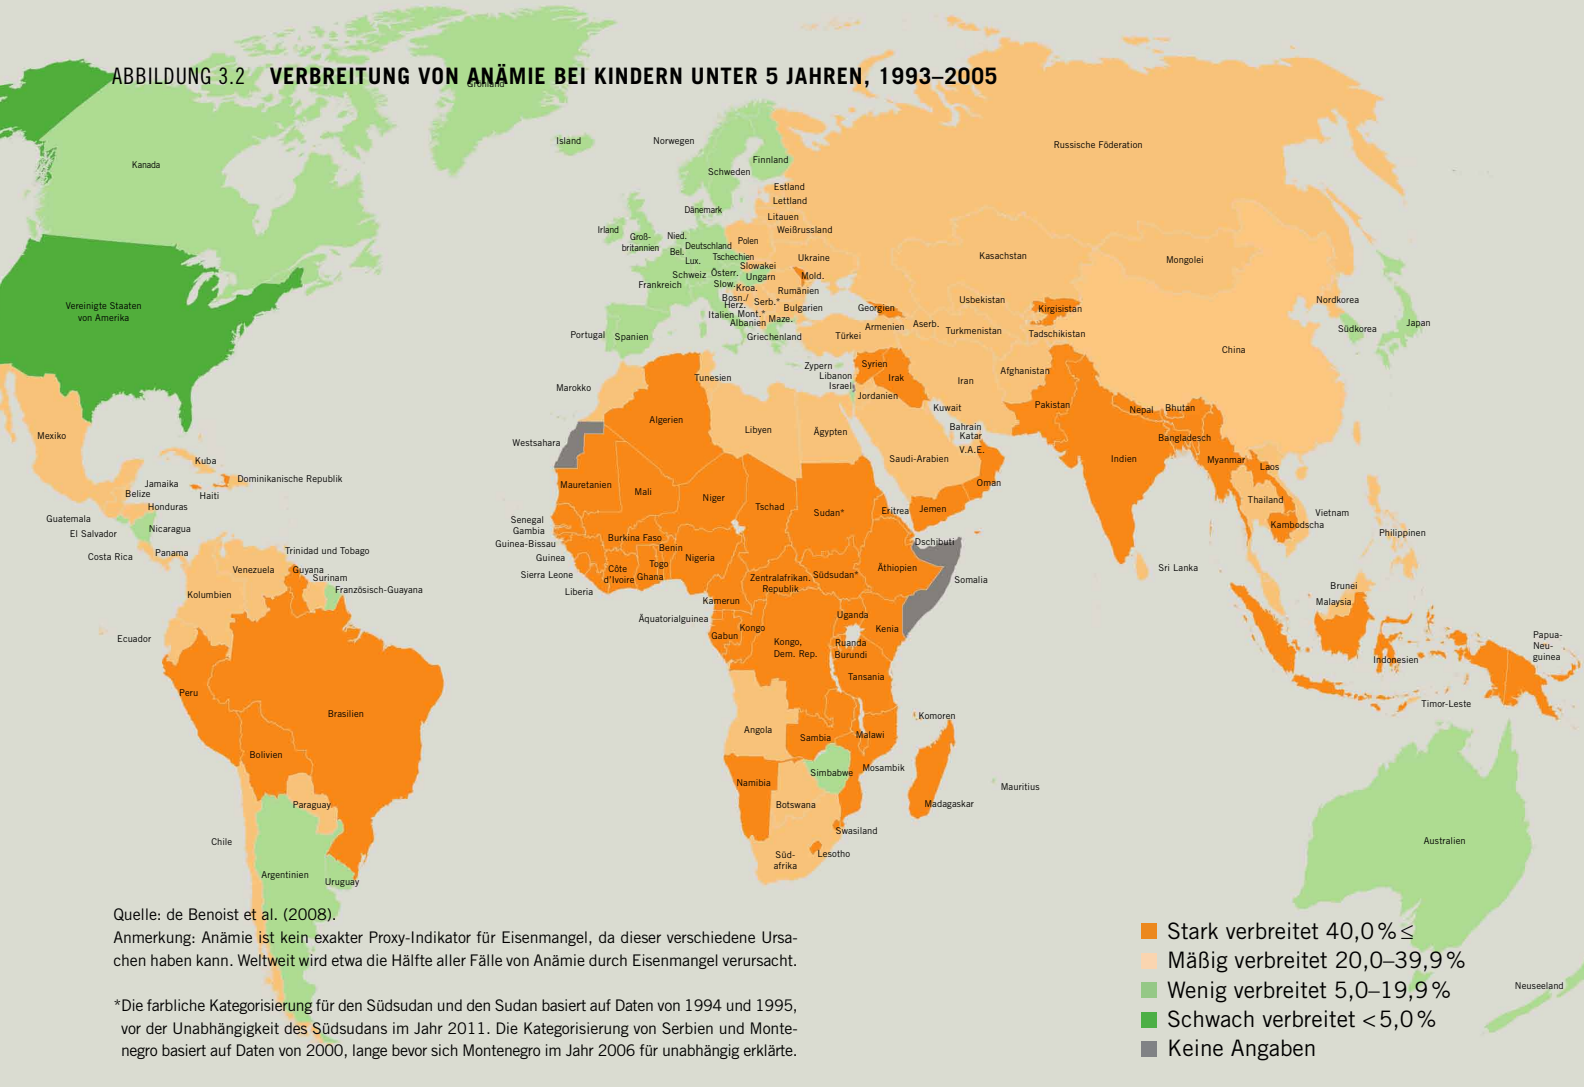 ABBILDUNG 3.2 VERBREITUNG VON ANÄMIE BEI KINDERN UNTER 5 JAHREN, 1993–2005
Grönland
Island
Norwegen
Finnland
Schweden
Russische Föderation
Kanada
Estland
Lettland
Dänemark
Litauen
Irland
Groß-
britannien
Nied.
Weißrussland
Deutschland
Polen
Bel.
Lux.
Tschechien
Ukraine
Kasachstan
Mongolei
Slowakei
Schweiz
Österr.
Ungarn
Mold.
Frankreich
Slow.
Kroa.
Rumänien
Bosn./
Herz.
Serb.*
Bulgarien
Usbekistan
Kirgisistan
Nordkorea
Vereinigte Staaten
von Amerika
Italien
Mont.*
Maze.
Albanien
Georgien
Armenien
Aserb.
Turkmenistan
Tadschikistan
Südkorea
Japan
Portugal
Spanien
Griechenland
Türkei
China
Zypern
Syrien
Libanon
Irak
Iran
Afghanistan
Israel
Marokko
Tunesien
Jordanien
Kuwait
Pakistan
Nepal
Bhutan
Algerien
Libyen
Ägypten
Bahrain
Katar
V.A.E.
Bangladesch
Mexiko
Westsahara
Saudi-Arabien
Indien
Myanmar
Laos
Kuba
Dominikanische Republik
Jamaika
Belize
Haiti
Honduras
Mauretanien
Mali
Niger
Tschad
Sudan*
Eritrea
Jemen
Oman
Thailand
Vietnam
Kambodscha
Philippinen
Guatemala
El Salvador
Nicaragua
Costa Rica
Panama
Trinidad und Tobago
Senegal
Gambia
Guinea-Bissau
Guinea
Sierra Leone
Liberia
Burkina Faso
Benin
Togo
Côte
d'Ivoire
Ghana
Nigeria
Dschibuti
Äthiopien
Somalia
Sri Lanka
Venezuela
Guyana
Surinam
Französisch-Guayana
Kolumbien
Zentralafrikan.
Republik
Südsudan*
Kamerun
Brunei
Malaysia
Ecuador
Äquatorialguinea
Gabun
Kongo
Kongo,
Dem. Rep.
Uganda
Kenia
Ruanda
Burundi
Tansania
Indonesien
Papua-
Neu-
guinea
Timor-Leste
Peru
Brasilien
Bolivien
Angola
Sambia
Malawi
Komoren
Namibia
Simbabwe
Mosambik
Mauritius
Madagaskar
Botswana
Paraguay
Swasiland
Chile
Süd-
afrika
Lesotho
Australien
Argentinien
Uruguay
Neuseeland
Quelle: de Benoist et al. (2008).
Anmerkung: Anämie ist kein exakter Proxy-Indikator für Eisenmangel, da dieser verschiedene Ursa-
chen haben kann. Weltweit wird etwa die Hälfte aller Fälle von Anämie durch Eisenmangel verursacht.
*Die farbliche Kategorisierung für den Südsudan und den Sudan basiert auf Daten von 1994 und 1995,
vor der Unabhängigkeit des Südsudans im Jahr 2011. Die Kategorisierung von Serbien und Monte-
negro basiert auf Daten von 2000, lange bevor sich Montenegro im Jahr 2006 für unabhängig erklärte.
Stark verbreitet 40,0 % ≤
Mäßig verbreitet 20,0–39,9 %
Wenig verbreitet 5,0–19,9 %
Schwach verbreitet < 5,0 %
Keine Angaben